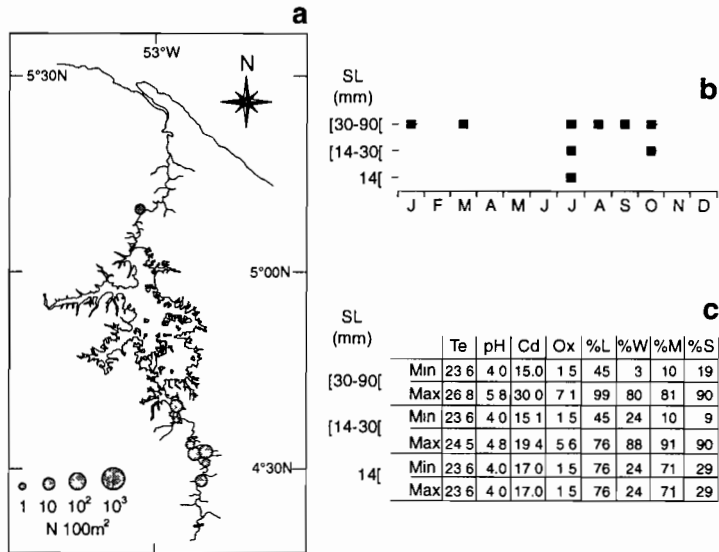 a
53°W
5°30N
N
5°00N
4°30N
1 10 10² 10³
N 100m²
b
SL
(mm)
[30-90[
[14-30[
14[
J F M A M J J A S O N D
c
SL
(mm)
Te pH Cd Ox %L %W %M %S
[30-90[ Min 23 6 4 0 15.0 1 5 45 3 10 19
Max 26 8 5 8 30 0 7 1 99 80 81 90
[14-30[ Min 23 6 4 0 15 1 1 5 45 24 10 9
Max 24 5 4 8 19 4 5 6 76 88 91 90
14[ Min 23 6 4.0 17 0 1 5 76 24 71 29
Max 23 6 4 0 17.0 1 5 76 24 71 29